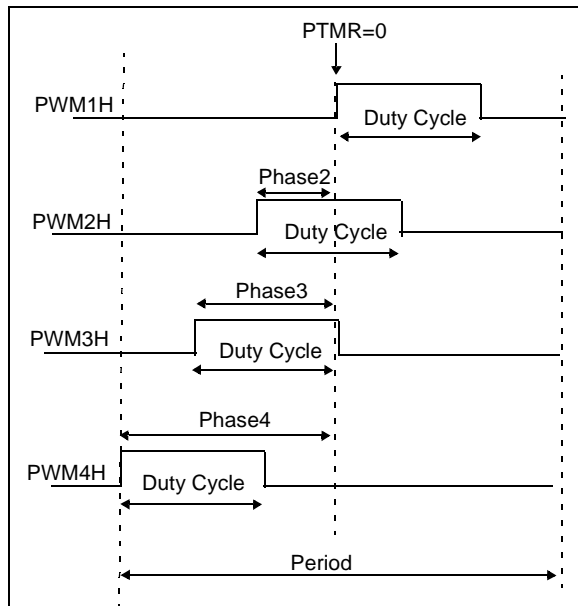 PTMR=0
PWM1H
Duty Cycle
Phase2
PWM2H
Duty Cycle
Phase3
PWM3H
Duty Cycle
Phase4
PWM4H
Duty Cycle
Period